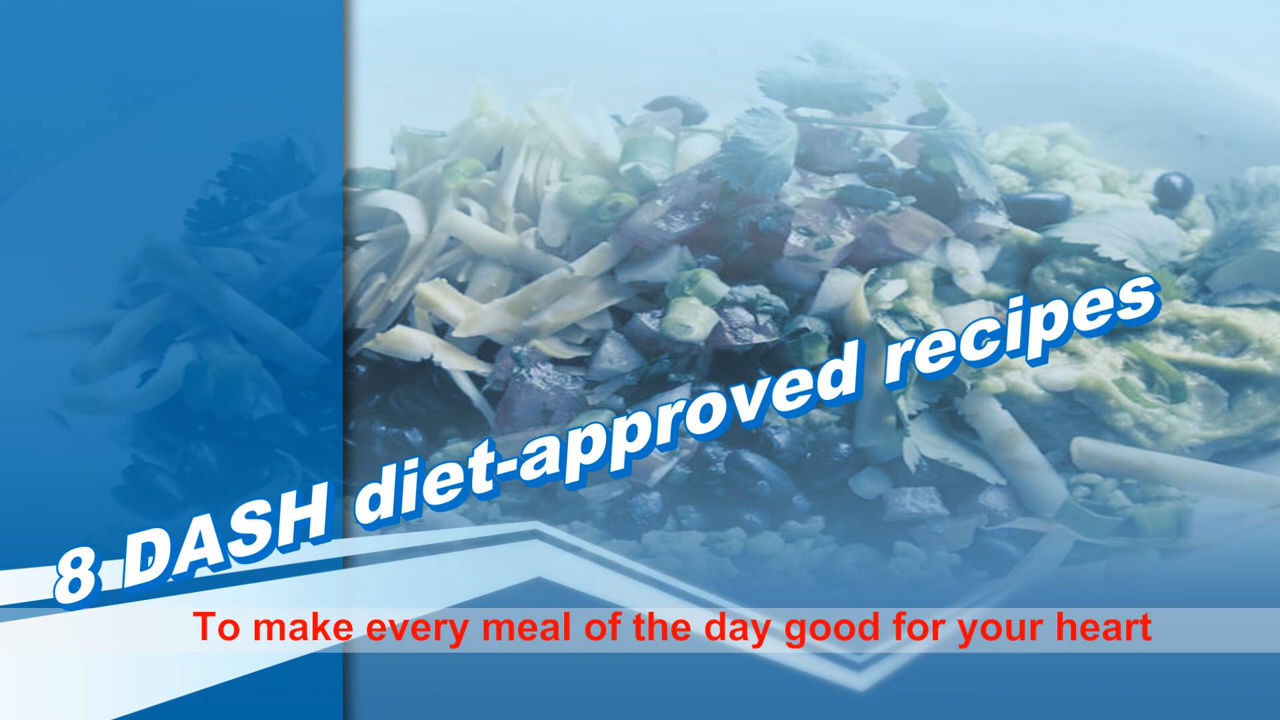 8 DASH diet-approved recipes
To make every meal of the day good for your heart